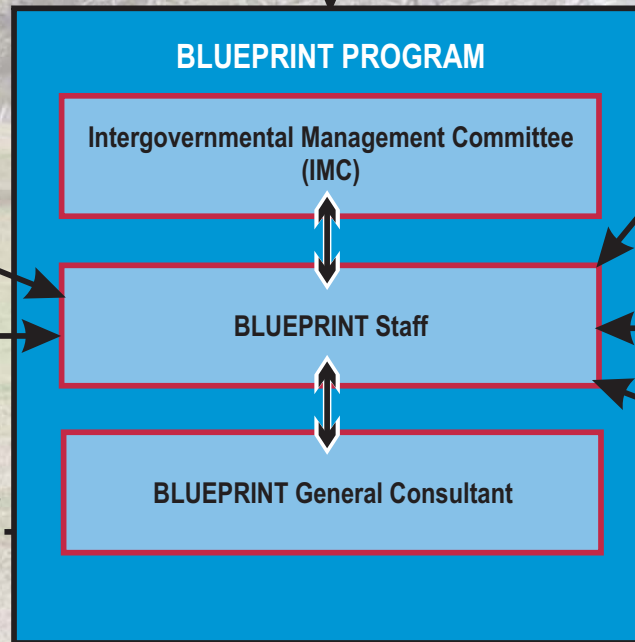 BLUEPRINT PROGRAM
Intergovernmental Management Committee
(IMC)
BLUEPRINT Staff
BLUEPRINT General Consultant